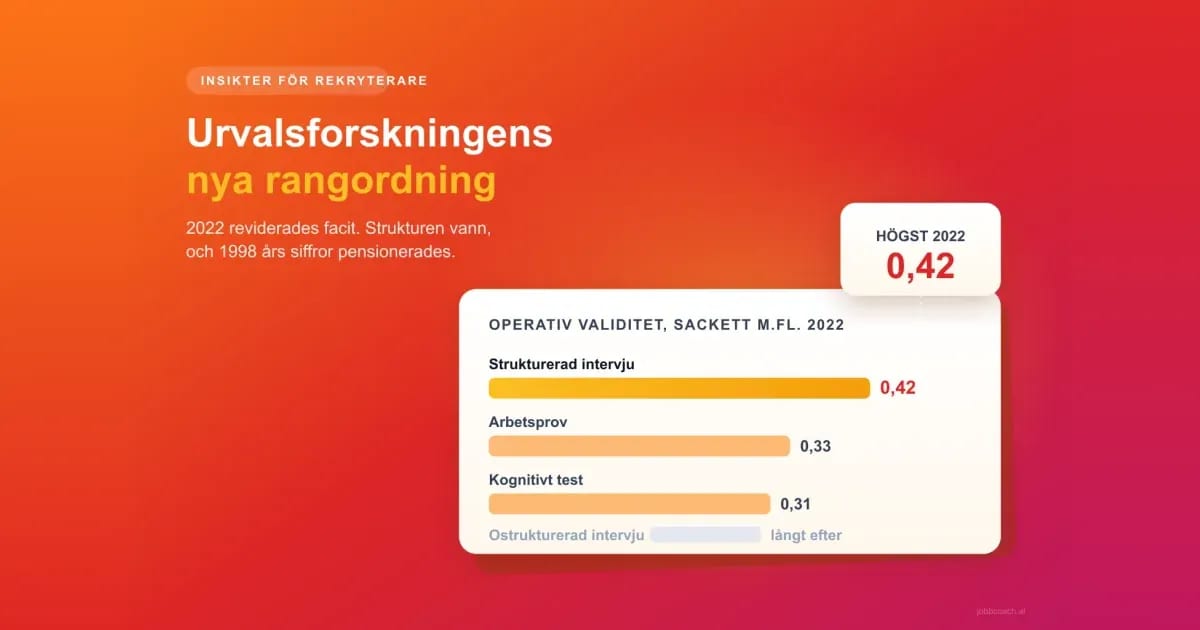 INSIKTER FÖR REKRYTERARE
Urvalsforskningens
nya rangordning
2022 reviderades facit. Strukturen vann,
och 1998 års siffror pensionerades.
HÖGST 2022
0,42
OPERATIV VALIDITET, SACKETT M.FL. 2022
Strukturerad intervju
0,42
Arbetsprov
0,33
Kognitivt test
0,31
Ostrukturerad intervju långt efter
jobbcoach.ai